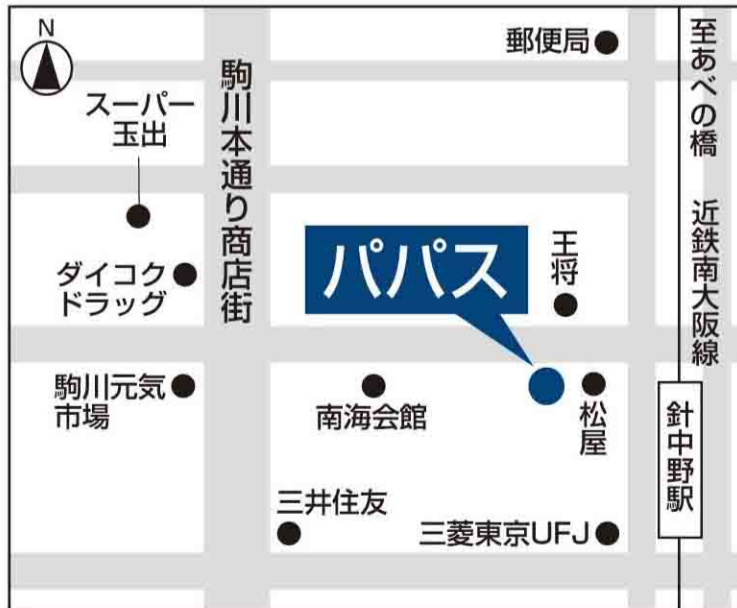 N
郵便局
至あべの橋
近鉄南大阪線
駒川本通り商店街
スーパー
玉出
パパス
王将
ダイコク
ドラッグ
駒川元気
市場
南海会館
松屋
針中野駅
三井住友
三菱東京UFJ